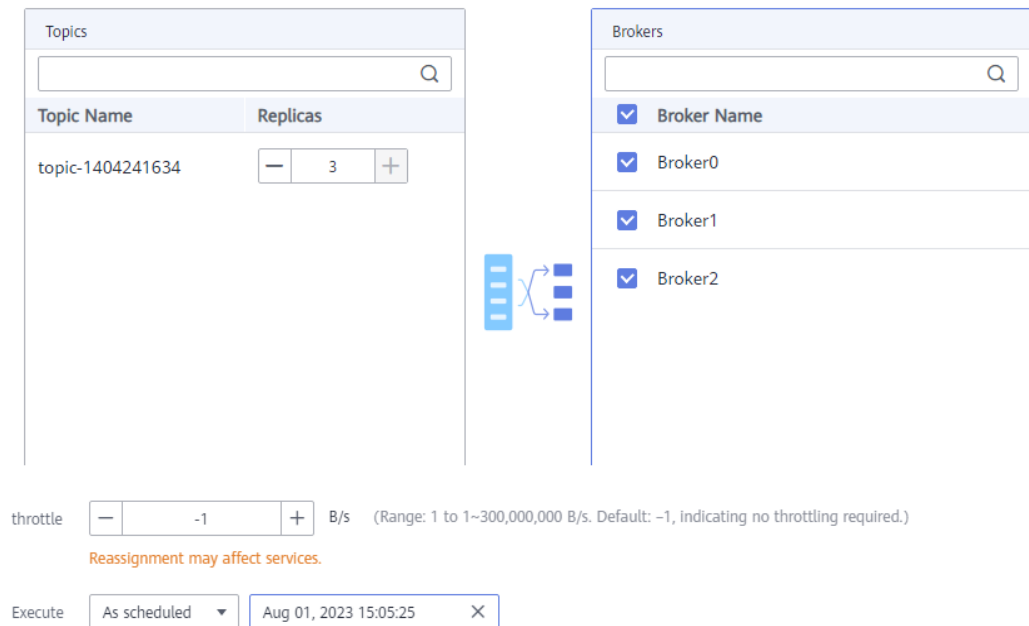 Topics
Topic Name Replicas
topic-1404241634 3
Brokers
Broker Name
Broker0
Broker1
Broker2
throttle -1 B/s (Range: 1 to 1~300,000,000 B/s. Default: –1, indicating no throttling required.)
Reassignment may affect services.
Execute As scheduled Aug 01, 2023 15:05:25